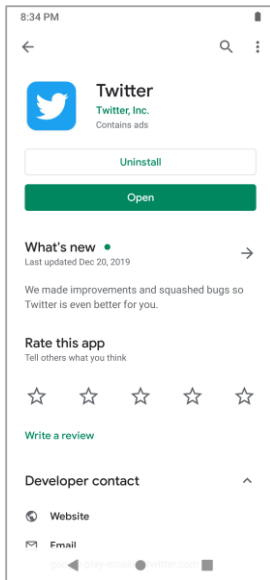 8:34 PM
Twitter
Twitter, Inc.
Contains ads
Uninstall
Open
What's new
Last updated Dec 20, 2019
We made improvements and squashed bugs so
Twitter is even better for you.
Rate this app
Tell others what you think
Write a review
Developer contact
Website
Email